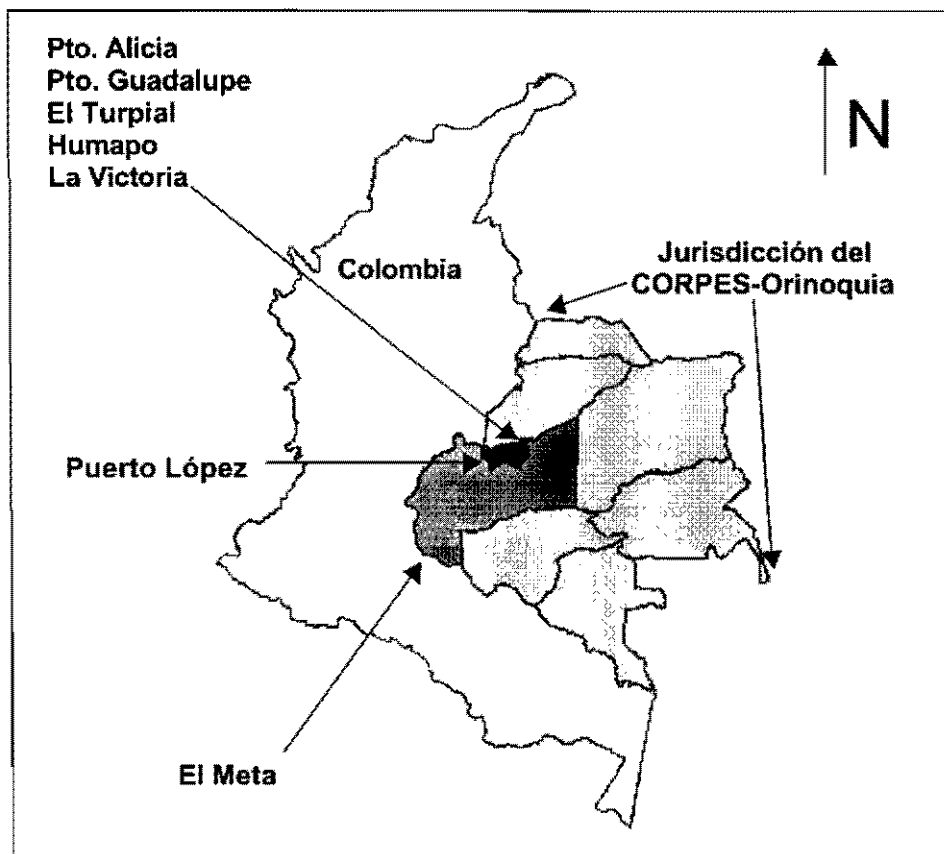 Pto. Alicia
Pto. Guadalupe
El Turpial
Humapo
La Victoria
N
Colombia
Jurisdicción del
CORPES-Orinoquia
Puerto López
El Meta